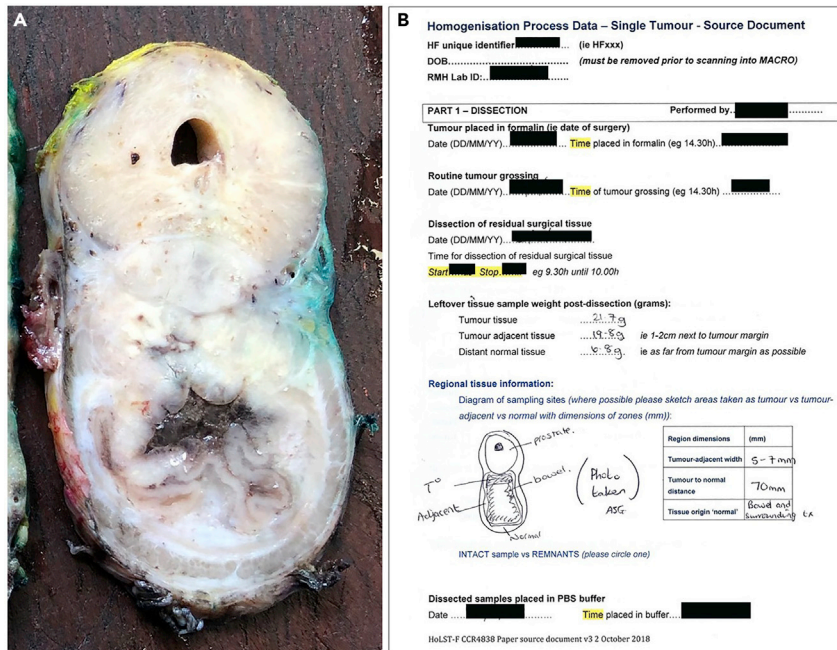 A
B
Homogenisation Process Data – Single Tumour - Source Document
HF unique identifier ... (ie HFxxx)
DOB.......................................... (must be removed prior to scanning into MACRO)
RMH Lab ID:.. .......
PART 1 – DISSECTION Performed by ............
Tumour placed in formalin (ie date of surgery)
Date (DD/MM/YY).. ... Time placed in formalin (eg 14.30h)..
Routine tumour grossing
Date (DD/MM/YY).. Time of tumour grossing (eg 14.30h) ....................
Dissection of residual surgical tissue
Date (DD/MM/YY)...
Time for dissection of residual surgical tissue
Start Stop eg 9.30h until 10.00h
Leftover tissue sample weight post-dissection (grams):
Tumour tissue 21.7g
Tumour adjacent tissue 19.8g ie 1-2cm next to tumour margin
Distant normal tissue 6.8g ie as far from tumour margin as possible
Regional tissue information:
Diagram of sampling sites (where possible please sketch areas taken as tumour vs tumour-
adjacent vs normal with dimensions of zones (mm)):
prostate.
bowel.
T°
Adjacent
Normal
(Photo
taken)
ASG
Region dimensions (mm)
Tumour-adjacent width 5-7mm
Tumour to normal
distance 70mm
Tissue origin 'normal' Bowel and
surrounding tx
INTACT sample vs REMNANTS (please circle one)
Dissected samples placed in PBS buffer
Date .... ........... Time placed in buffer....
HoLST-F CCR4838 Paper source document v3 2 October 2018